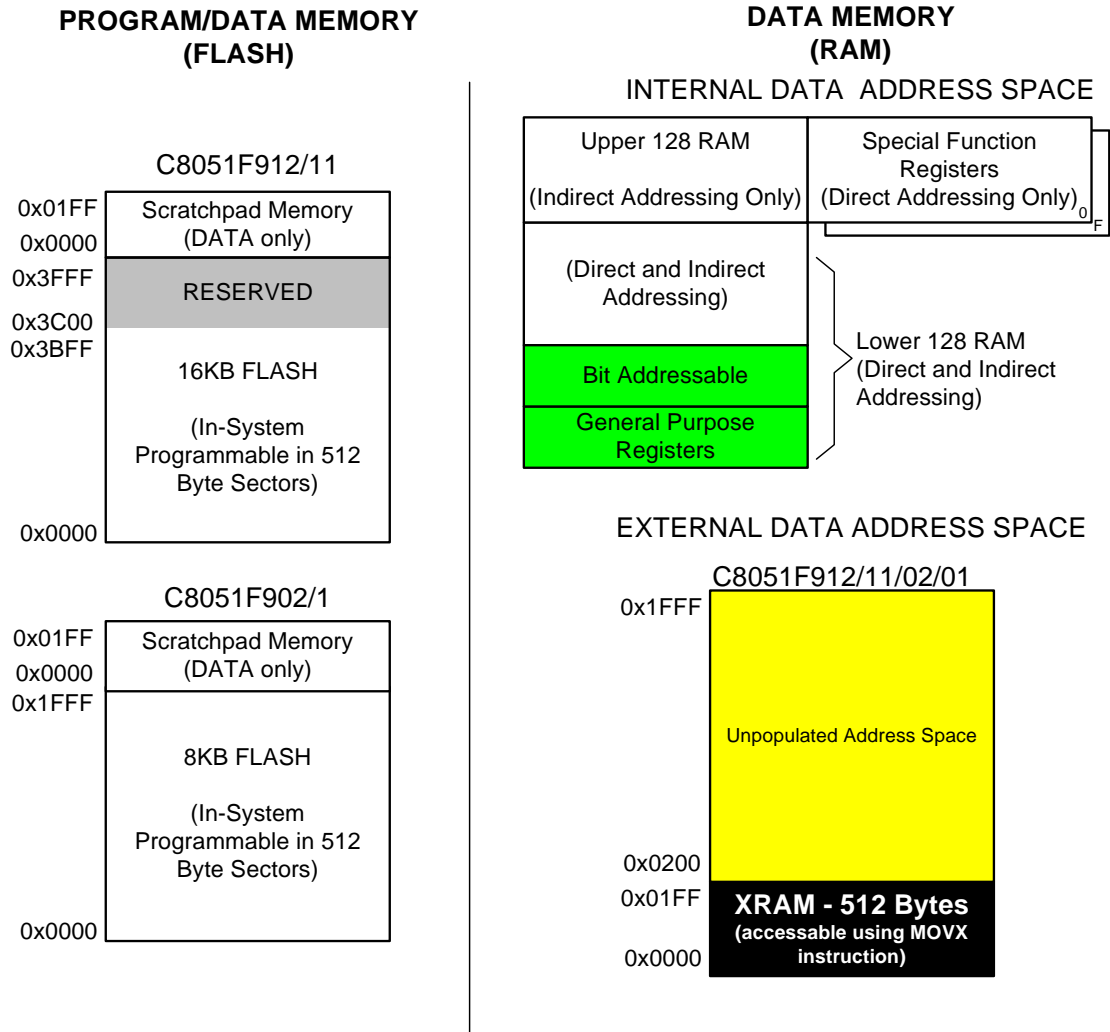 PROGRAM/DATA MEMORY
(FLASH)
C8051F912/11
0x01FF
Scratchpad Memory
(DATA only)
0x0000
0x3FFF
RESERVED
0x3C00
0x3BFF
16KB FLASH
(In-System
Programmable in 512
Byte Sectors)
0x0000
C8051F902/1
0x01FF
Scratchpad Memory
(DATA only)
0x0000
0x1FFF
8KB FLASH
(In-System
Programmable in 512
Byte Sectors)
0x0000
DATA MEMORY
(RAM)
INTERNAL DATA ADDRESS SPACE
Upper 128 RAM
(Indirect Addressing Only)
Special Function
Registers
(Direct Addressing Only)
0
F
(Direct and Indirect
Addressing)
Bit Addressable
General Purpose
Registers
Lower 128 RAM
(Direct and Indirect
Addressing)
EXTERNAL DATA ADDRESS SPACE
C8051F912/11/02/01
0x1FFF
Unpopulated Address Space
0x0200
0x01FF
XRAM - 512 Bytes
(accessable using MOVX
instruction)
0x0000